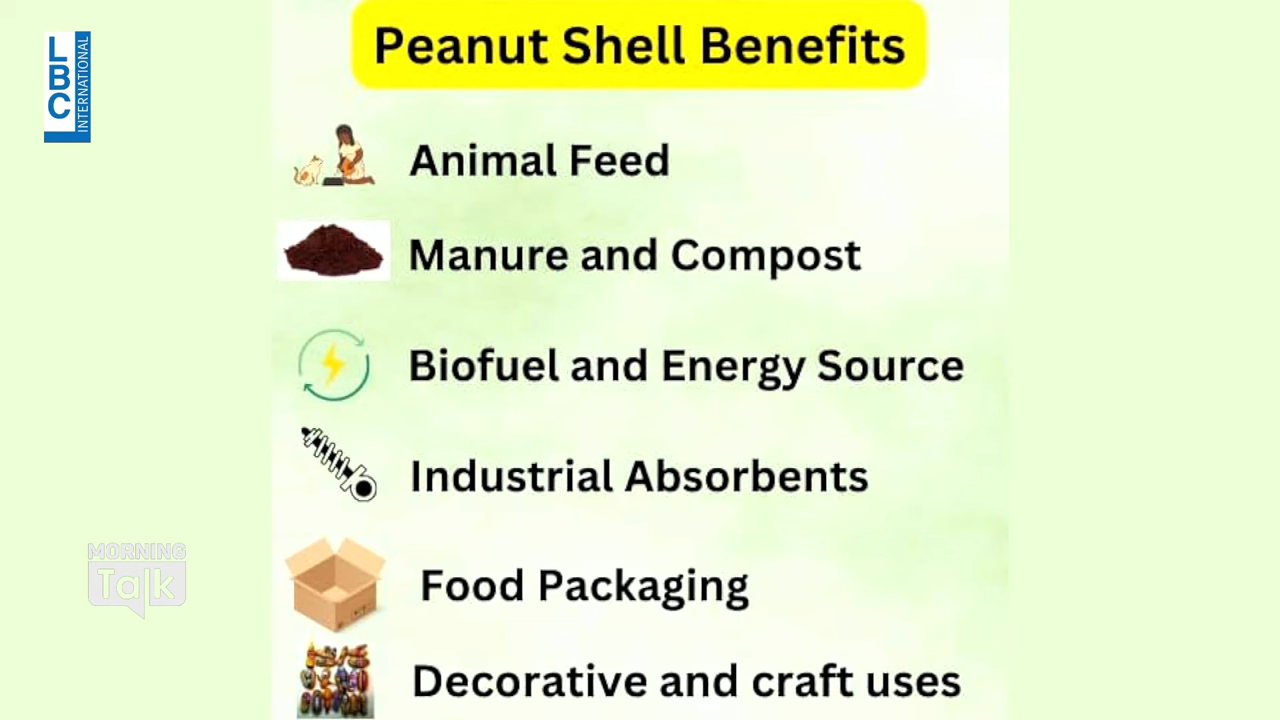 LBC
INTERNATIONAL
Peanut Shell Benefits
Animal Feed
Manure and Compost
Biofuel and Energy Source
Industrial Absorbents
Food Packaging
Decorative and craft uses
MORNING
Talk